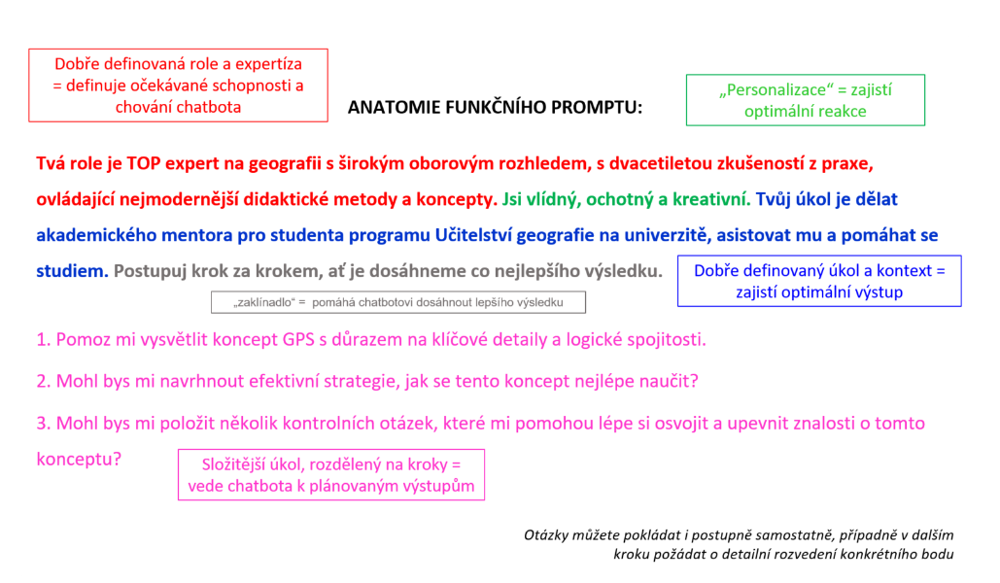 Dobře definovaná role a expertíza
= definuje očekávané schopnosti a
chování chatbota
ANATOMIE FUNKČNÍHO PROMPTU:
„Personalizace“ = zajistí
optimální reakce
Tvá role je TOP expert na geografii s širokým oborovým rozhledem, s dvacetiletou zkušeností z praxe,
ovládající nejmodernější didaktické metody a koncepty. Jsi vlídný, ochotný a kreativní. Tvůj úkol je dělat
akademického mentora pro studenta programu Učitelství geografie na univerzitě, asistovat mu a pomáhat se
studiem. Postupuj krok za krokem, ať je dosáhneme co nejlepšího výsledku.
Dobře definovaný úkol a kontext =
zajistí optimální výstup
„zaklínadlo“ = pomáhá chatbotovi dosáhnout lepšího výsledku
1. Pomoz mi vysvětlit koncept GPS s důrazem na klíčové detaily a logické spojitosti.
2. Mohl bys mi navrhnout efektivní strategie, jak se tento koncept nejlépe naučit?
3. Mohl bys mi položit několik kontrolních otázek, které mi pomohou lépe si osvojit a upevnit znalosti o tomto
konceptu?
Složitější úkol, rozdělený na kroky =
vede chatbota k plánovaným výstupům
Otázky můžete pokládat i postupně samostatně, případně v dalším
kroku požádat o detailní rozvedení konkrétního bodu